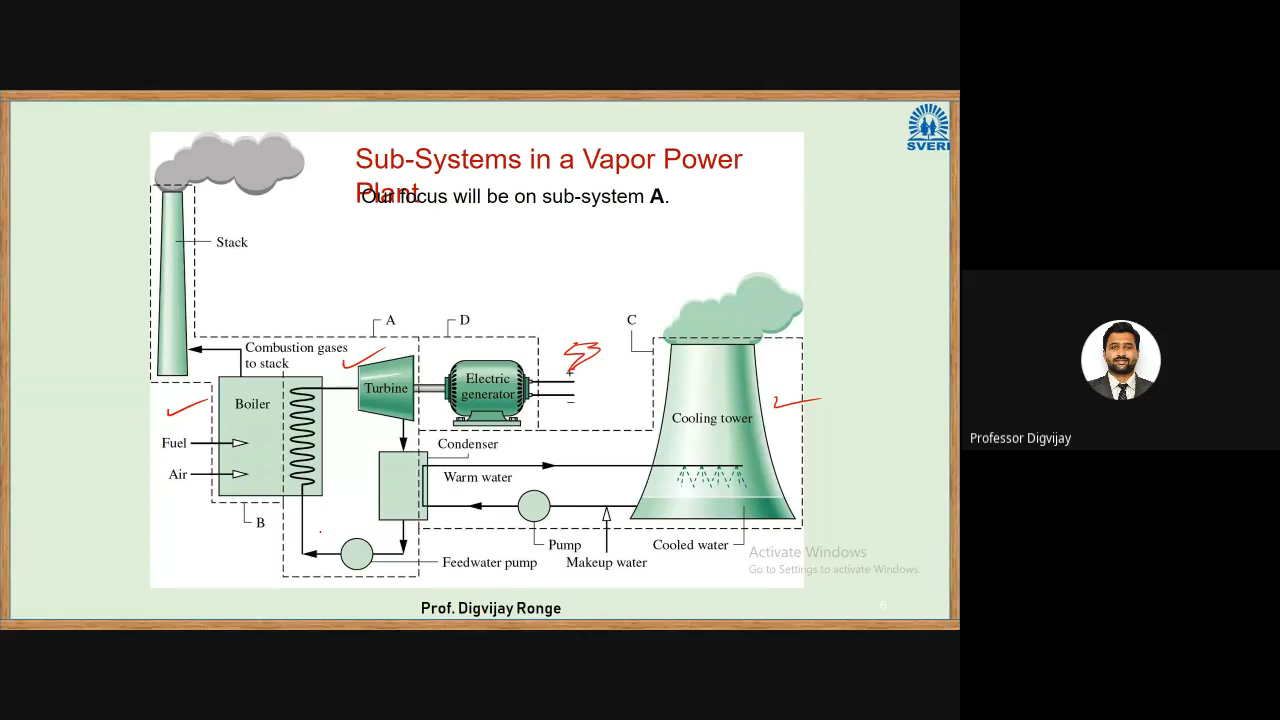 SVERI
Sub-Systems in a Vapor Power
Plant
Our focus will be on sub-system A.
Stack
A
D
C
Combustion gases
to stack
Turbine
Electric
generator
+
−
Boiler
Cooling tower
Fuel
Air
Condenser
Warm water
B
Pump
Cooled water
Feedwater pump
Makeup water
Activate Windows
Go to Settings to activate Windows.
Prof. Digvijay Ronge
6
Professor Digvijay